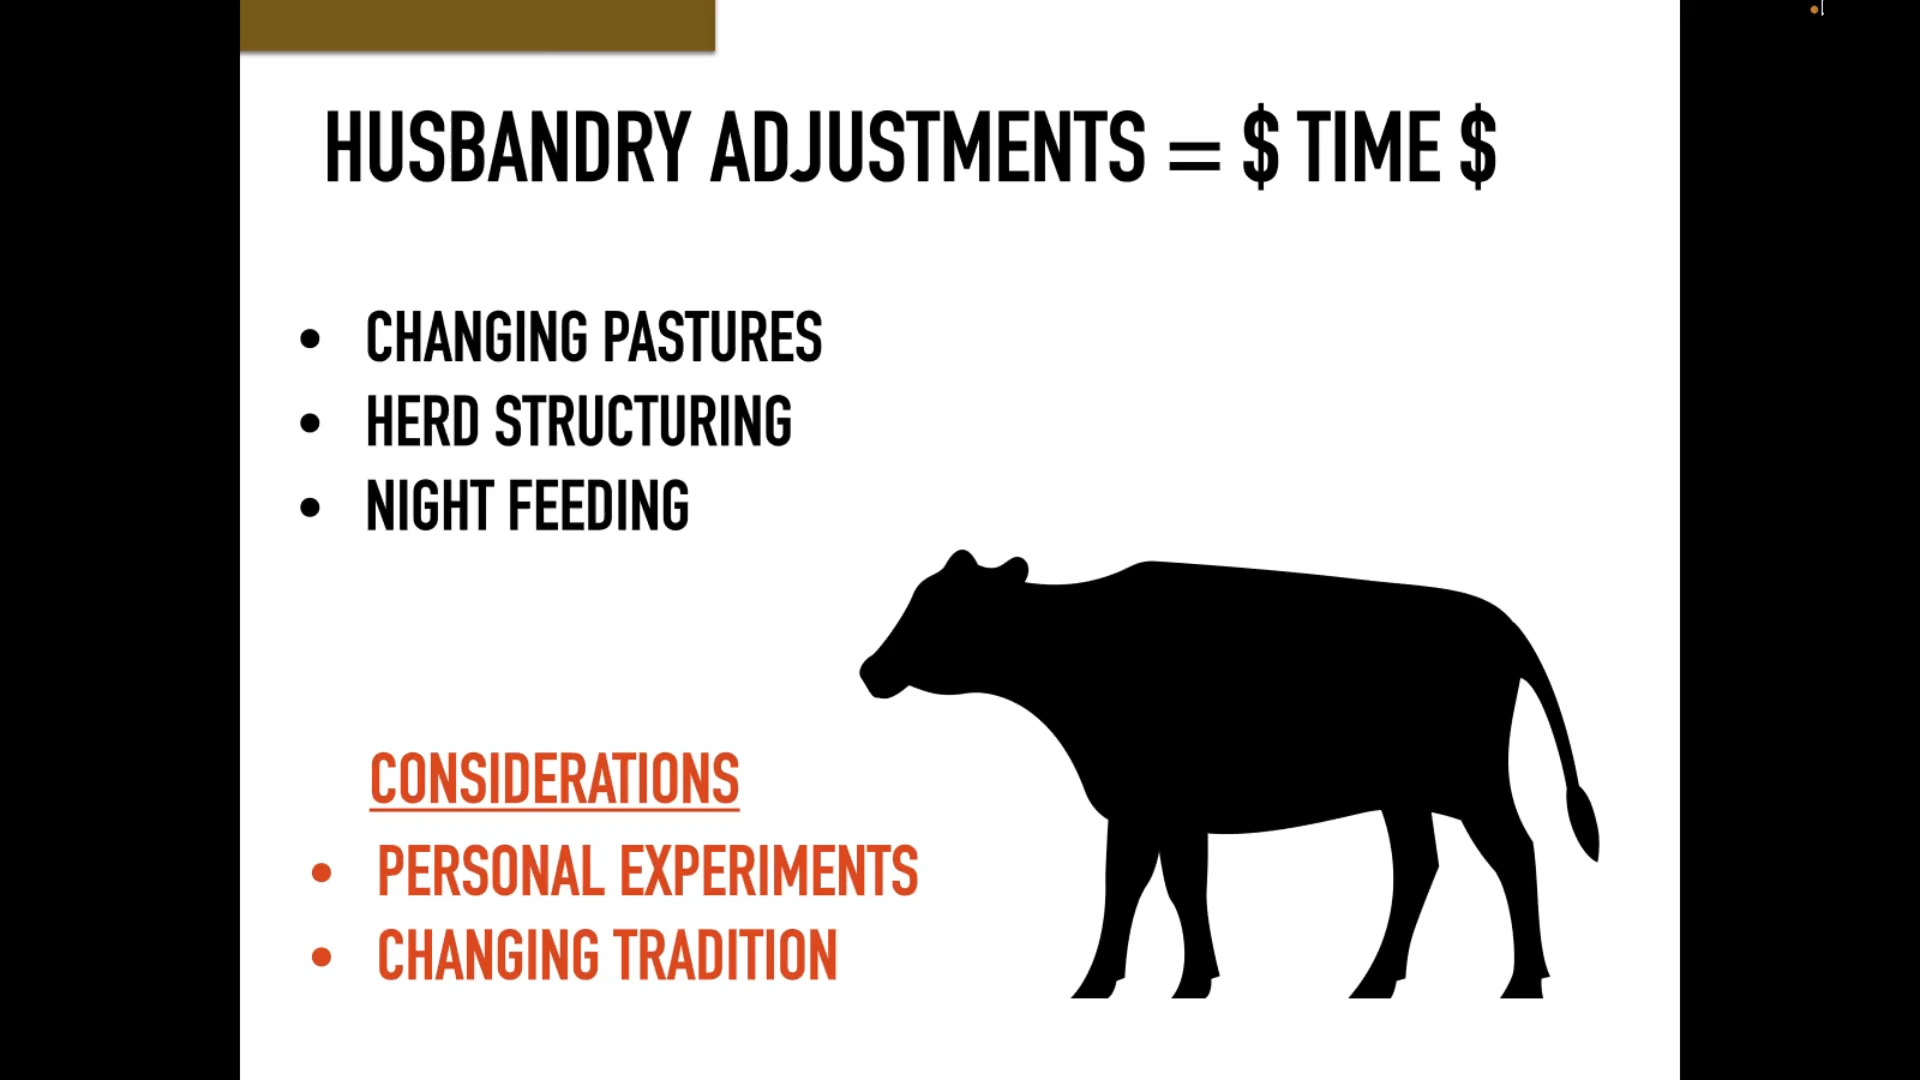 HUSBANDRY ADJUSTMENTS = $ TIME $
• CHANGING PASTURES
• HERD STRUCTURING
• NIGHT FEEDING
CONSIDERATIONS
• PERSONAL EXPERIMENTS
• CHANGING TRADITION